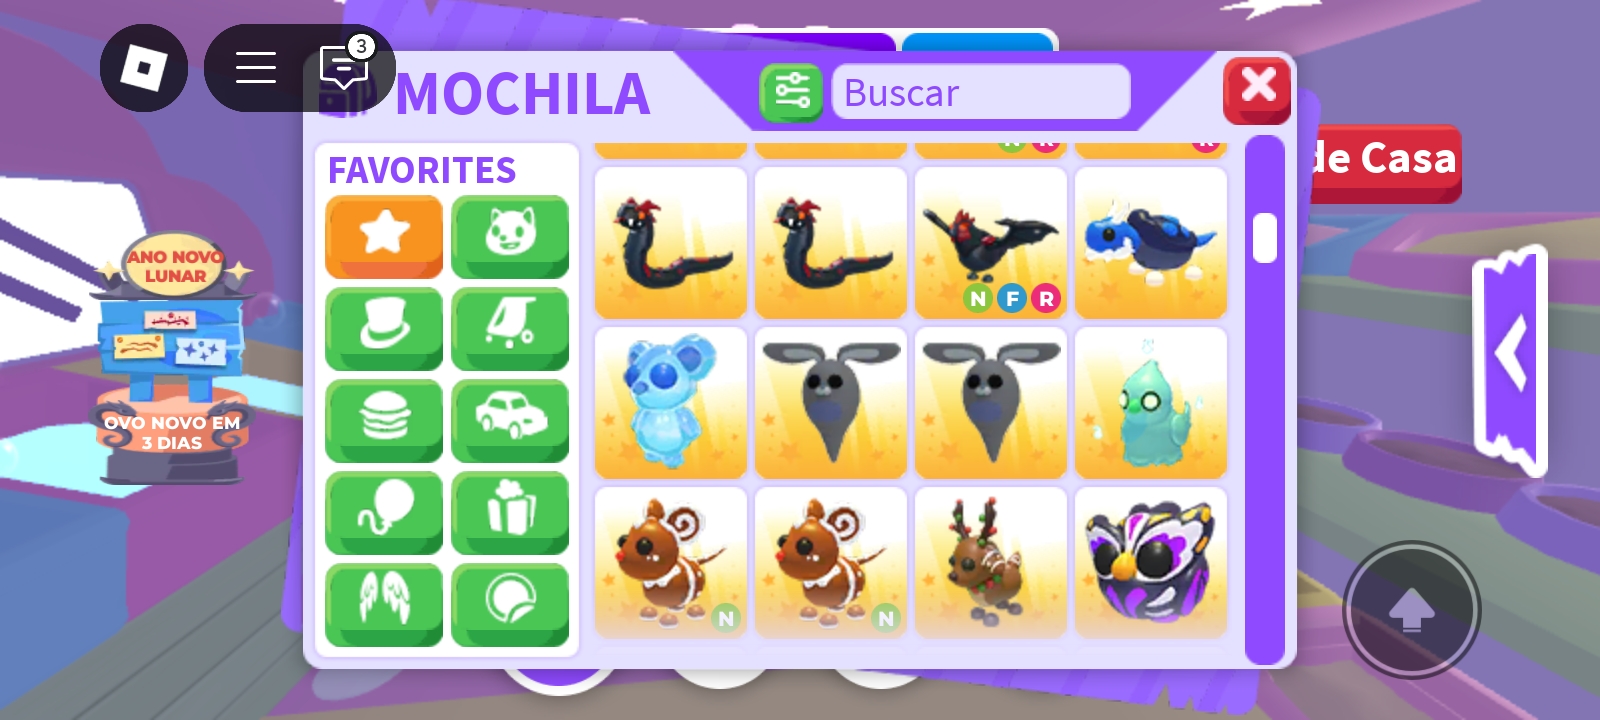 3
MOCHILA
Buscar
FAVORITES
de Casa
N R
R
N F R
N
N
ANO NOVO
LUNAR
OVO NOVO EM
3 DIAS